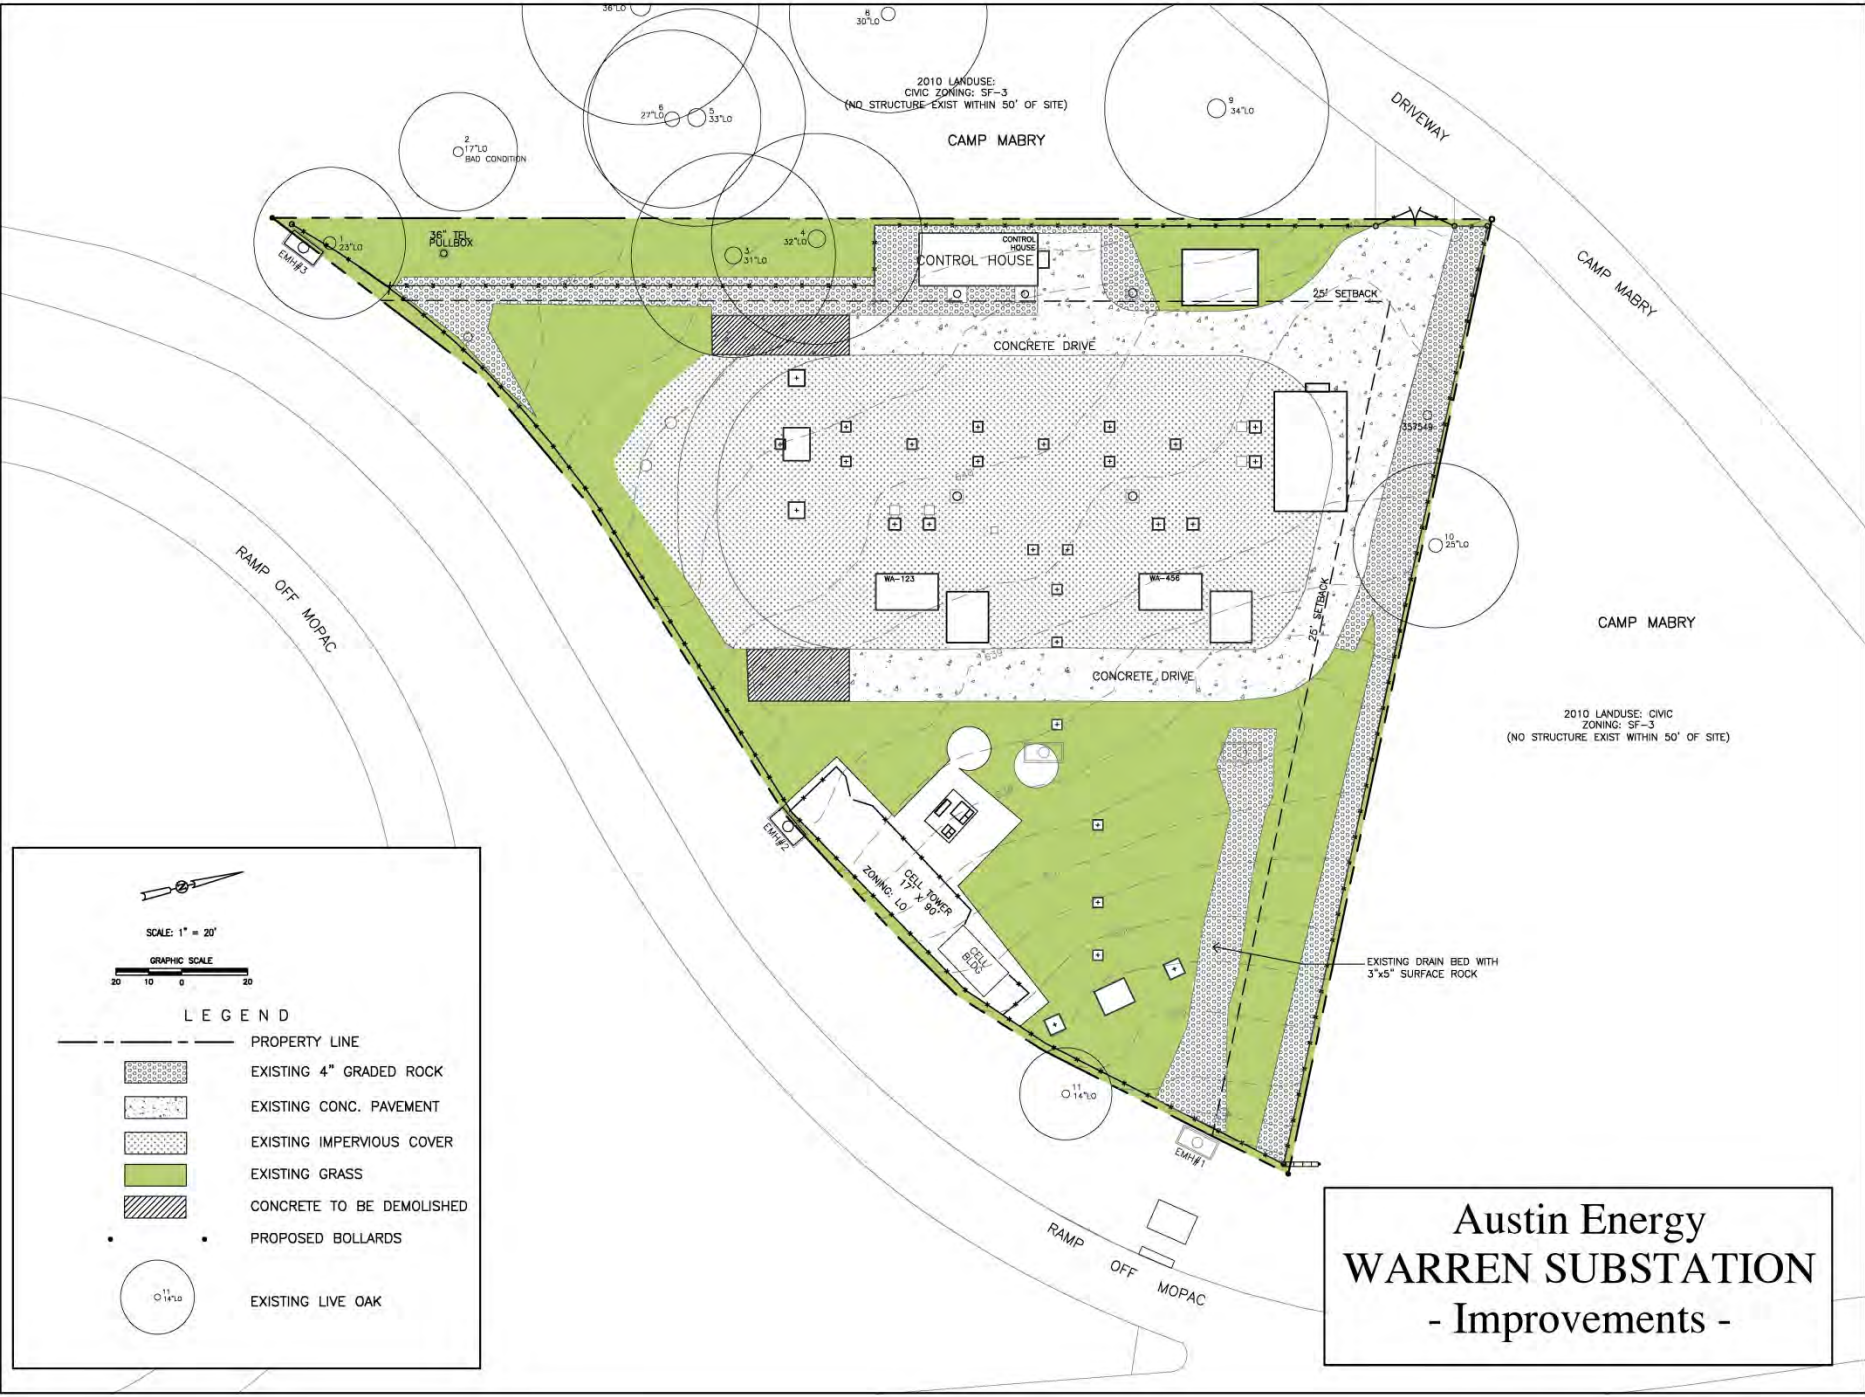 36"LO
8
30"LO
2010 LANDUSE:
CIVIC ZONING: SF-3
(NO STRUCTURE EXIST WITHIN 50' OF SITE)
CAMP MABRY
6
27"LO
5
33"LO
9
34"LO
DRIVEWAY
2
17"LO
BAD CONDITION
1
23"LO
EMH#3
36" TEL
PULLBOX
3
31"LO
4
32"LO
CONTROL
HOUSE
CONTROL HOUSE
25' SETBACK
CAMP MABRY
CONCRETE DRIVE
357549
648
10
25"LO
RAMP OFF MOPAC
WA-123
WA-456
25' SETBACK
CAMP MABRY
639
CONCRETE DRIVE
2010 LANDUSE: CIVIC
ZONING: SF-3
(NO STRUCTURE EXIST WITHIN 50' OF SITE)
EMH#2
ZONING: LO
CELL TOWER
17' X 90'
CELL
BLDG
EXISTING DRAIN BED WITH
3"x5" SURFACE ROCK
11
14"LO
EMH#1
RAMP OFF MOPAC
SCALE: 1" = 20'
GRAPHIC SCALE
20 10 0 20
LEGEND
PROPERTY LINE
EXISTING 4" GRADED ROCK
EXISTING CONC. PAVEMENT
EXISTING IMPERVIOUS COVER
EXISTING GRASS
CONCRETE TO BE DEMOLISHED
PROPOSED BOLLARDS
11
14"LO
EXISTING LIVE OAK
Austin Energy
WARREN SUBSTATION
- Improvements -